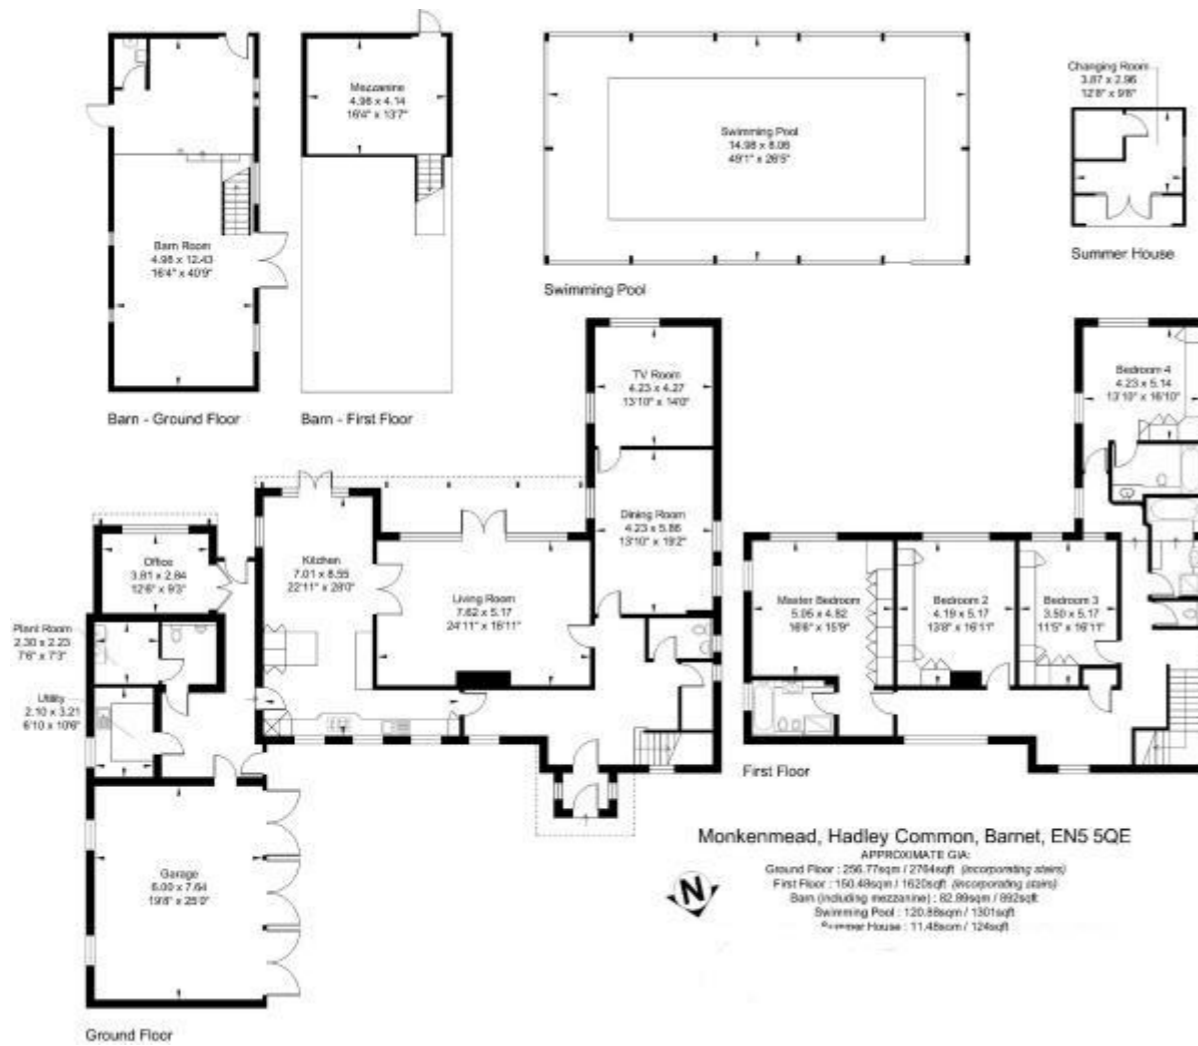 Mezzanine
4.98 x 4.14
16'4" x 13'7"
Swimming Pool
14.98 x 8.06
49'1" x 26'5"
Changing Room
3.87 x 2.96
12'8" x 9'8"
Barn Room
4.98 x 12.43
16'4" x 40'9"
Summer House
Swimming Pool
Barn - Ground Floor
Barn - First Floor
TV Room
4.23 x 4.27
13'10" x 14'0"
Bedroom 4
4.23 x 5.14
13'10" x 16'10"
Dining Room
4.23 x 5.86
13'10" x 19'2"
Office
3.81 x 2.84
12'6" x 9'3"
Kitchen
7.01 x 8.55
22'11" x 28'0"
Living Room
7.62 x 5.17
24'11" x 16'11"
Master Bedroom
5.05 x 4.82
16'6" x 15'9"
Bedroom 2
4.19 x 5.17
13'8" x 16'11"
Bedroom 3
3.50 x 5.17
11'5" x 16'11"
Plant Room
2.30 x 2.23
7'6" x 7'3"
Utility
2.10 x 3.21
6'10 x 10'6"
First Floor
Garage
6.00 x 7.64
19'8" x 25'0"
Monkenmead, Hadley Common, Barnet, EN5 5QE
APPROXIMATE GIA:
Ground Floor : 256.77sqm / 2764sqft (incorporating stairs)
First Floor : 150.48sqm / 1620sqft (incorporating stairs)
Barn (including mezzanine) : 82.89sqm / 892sqft
Swimming Pool : 120.88sqm / 1301sqft
Summer House : 11.48sqm / 124sqft
N
Ground Floor